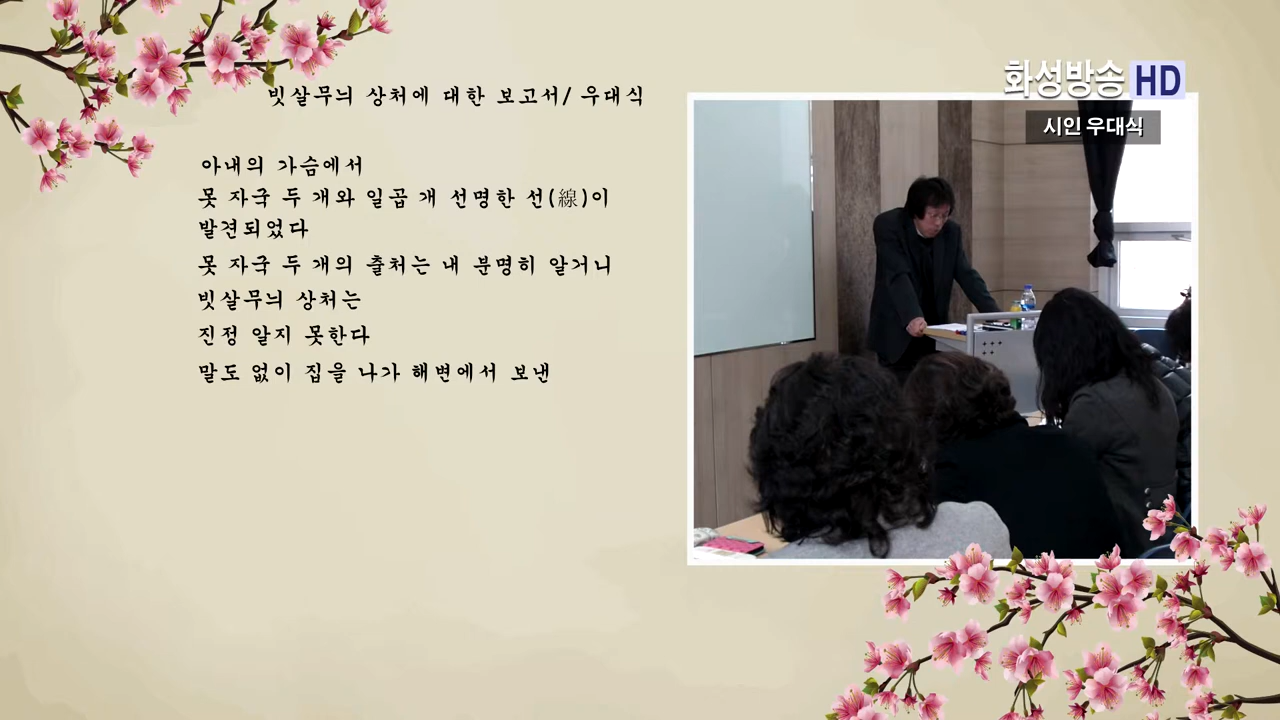 빗살무늬 상처에 대한 보고서/ 우대식
아내의 가슴에서
못 자국 두 개와 일곱 개 선명한 선(線)이
발견되었다
못 자국 두 개의 출처는 내 분명히 알거니
빗살무늬 상처는
진정 알지 못한다
말도 없이 집을 나가 해변에서 보낸
화성방송 HD
시인 우대식